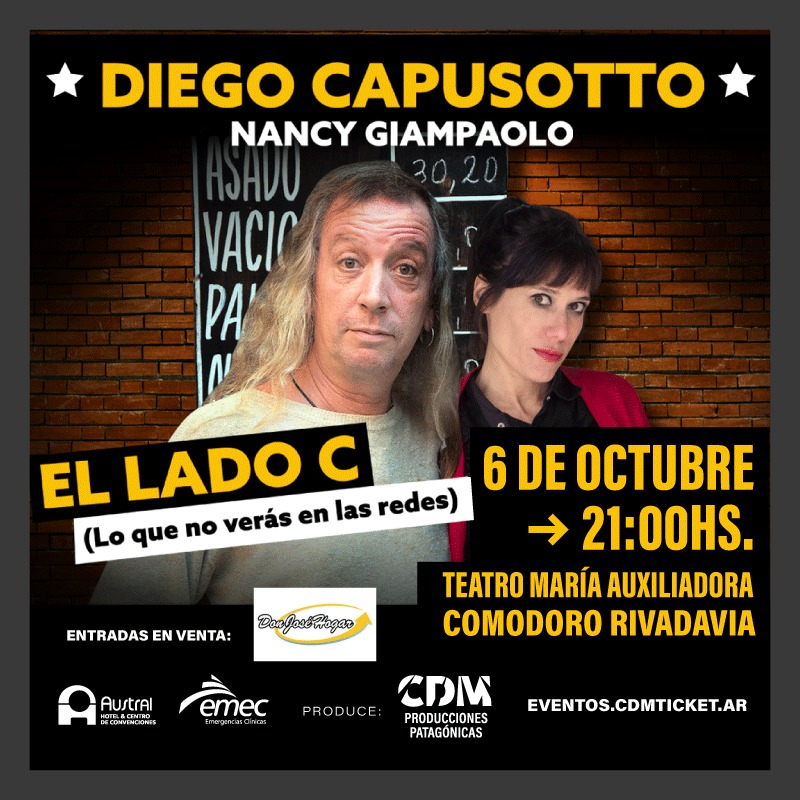 DIEGO CAPUSOTTO
NANCY GIAMPAOLO
ASADO
30,20
VACIO
EL LADO C
(Lo que no verás en las redes)
6 DE OCTUBRE
→ 21:00HS.
TEATRO MARÍA AUXILIADORA
COMODORO RIVADAVIA
ENTRADAS EN VENTA:
Don José Hogar
Austral
HOTEL & CENTRO
DE CONVENCIONES
emec
Emergencias Clínicas
PRODUCE:
CDM
PRODUCCIONES
PATAGÓNICAS
EVENTOS.CDMTICKET.AR